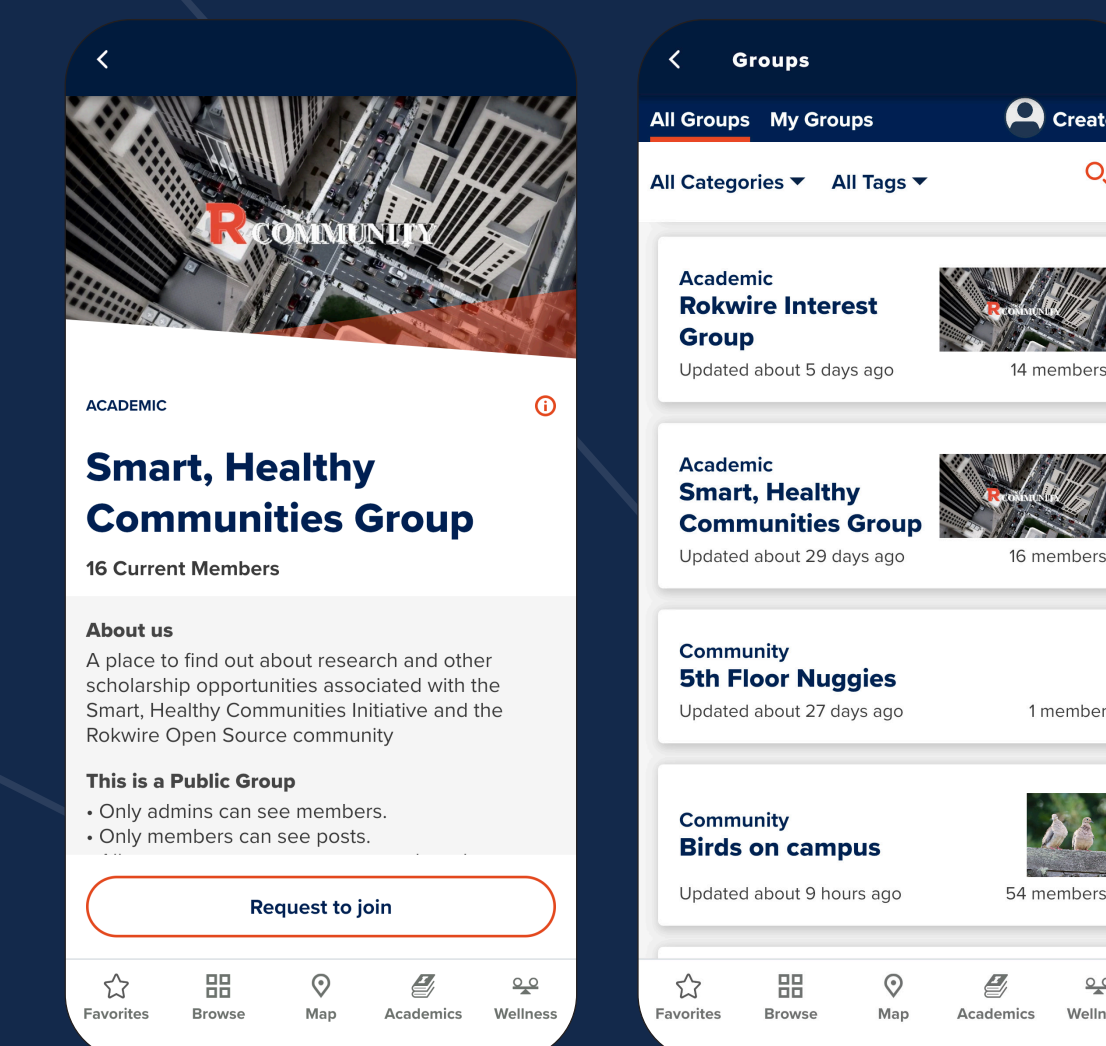 R COMMUNITY
ACADEMIC
Smart, Healthy
Communities Group
16 Current Members
About us
A place to find out about research and other
scholarship opportunities associated with the
Smart, Healthy Communities Initiative and the
Rokwire Open Source community
This is a Public Group
• Only admins can see members.
• Only members can see posts.
Request to join
Favorites Browse Map Academics Wellness
Groups
All Groups My Groups Creat
All Categories All Tags
Academic
Rokwire Interest
Group
R COMMUNITY
Updated about 5 days ago 14 members
Academic
Smart, Healthy
Communities Group
R COMMUNITY
Updated about 29 days ago 16 members
Community
5th Floor Nuggies
Updated about 27 days ago 1 member
Community
Birds on campus
Updated about 9 hours ago 54 members
Favorites Browse Map Academics Welln